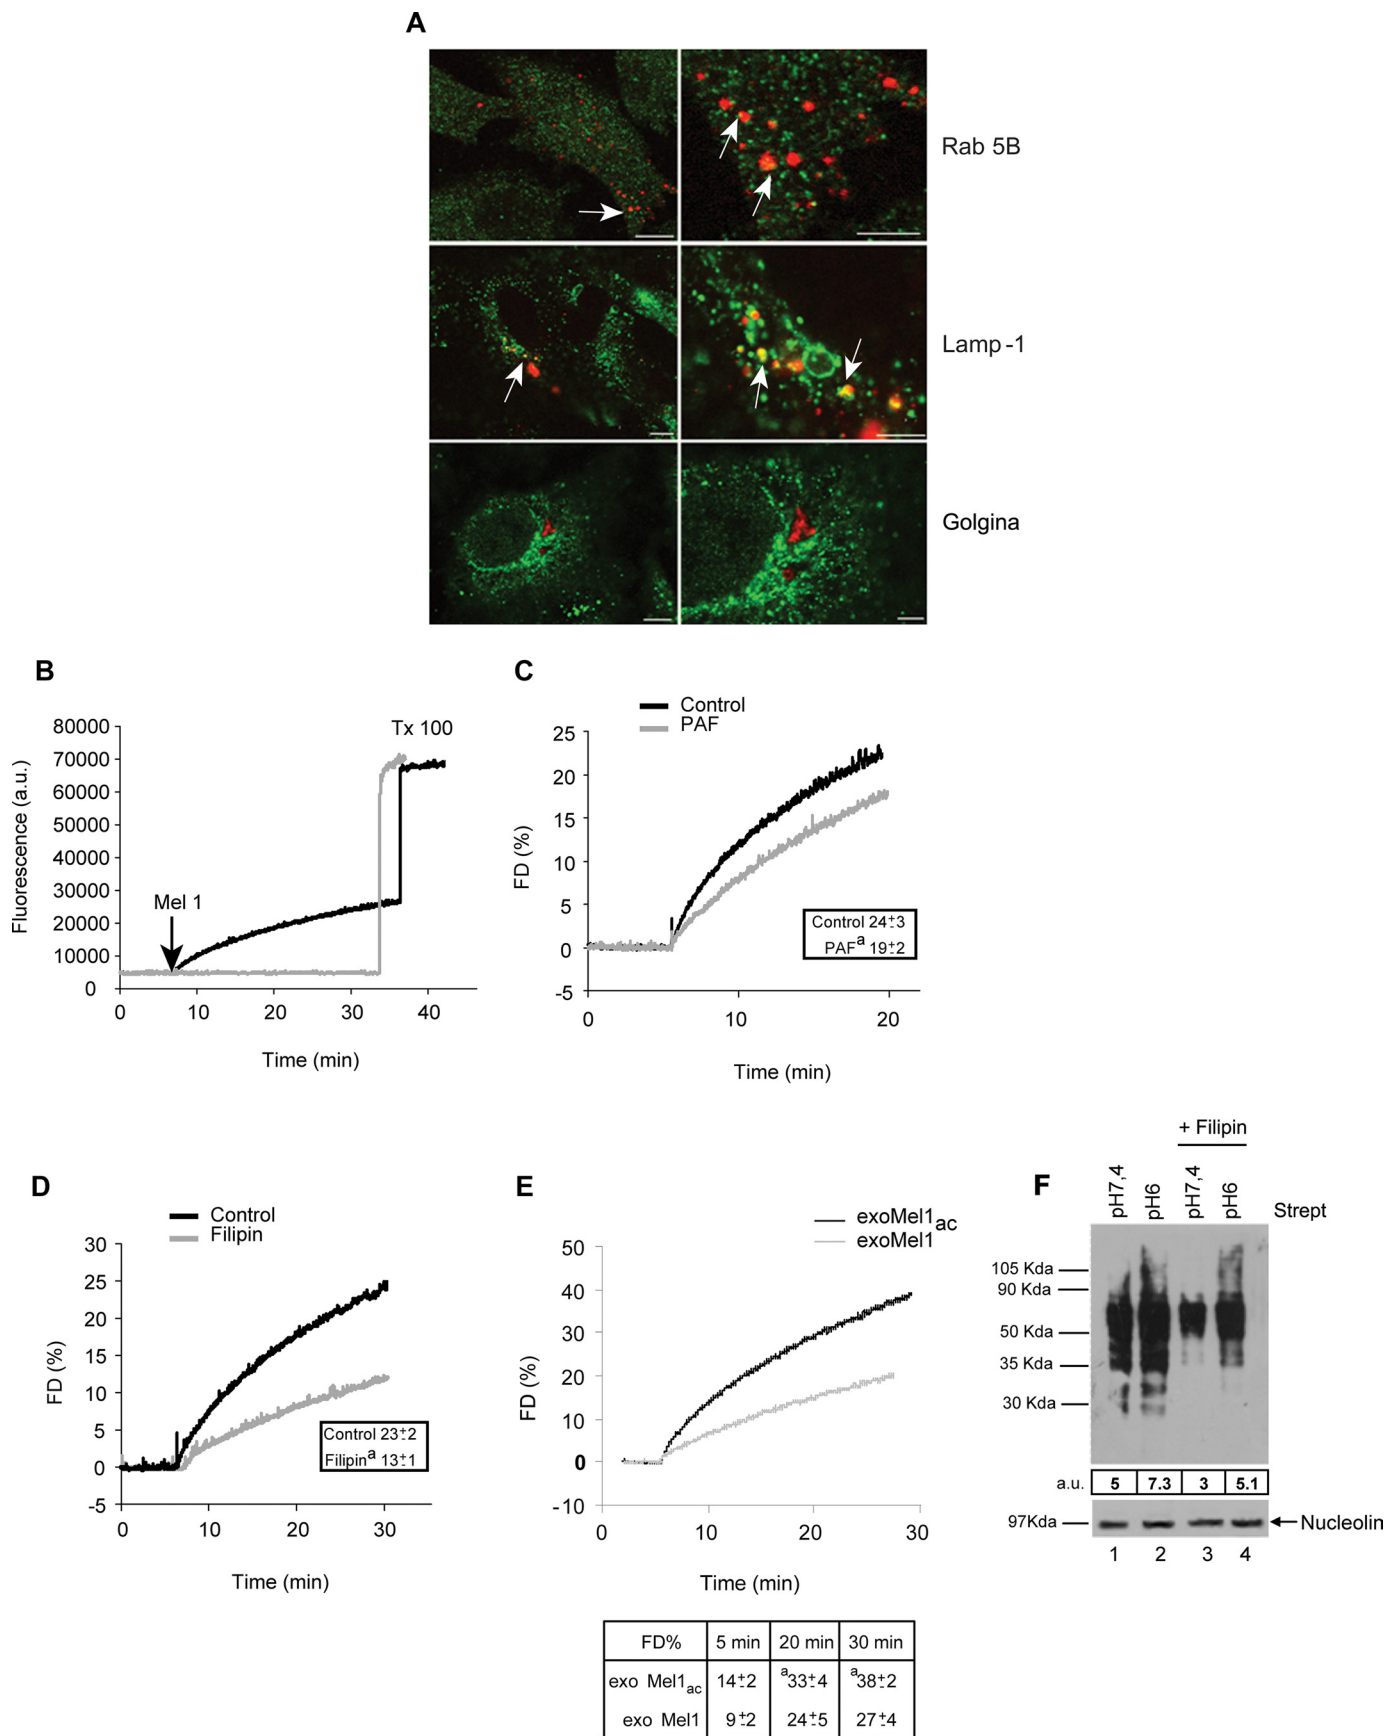 A
Rab 5B
Lamp-1
Golgina
B
Fluorescence (a.u.)
80000
70000
60000
50000
40000
30000
20000
10000
0
Mel 1
Tx 100
0 10 20 30 40
Time (min)
C
Control
PAF
FD (%)
25
20
15
10
5
0
-5
Control 24±3
PAFa 19±2
0 10 20
Time (min)
D
Control
Filipin
FD (%)
30
25
20
15
10
5
0
-5
Control 23±2
Filipina 13±1
0 10 20 30
Time (min)
E
exoMel1ac
exoMel1
FD (%)
50
40
30
20
10
0
-10
0 10 20 30
Time (min)
FD% 5 min 20 min 30 min
exo Mel1ac 14±2 a33±4 a38±2
exo Mel1 9±2 24±5 27±4
F
+ Filipin
pH7,4 pH6 pH7,4 pH6 Strept
105 Kda
90 Kda
50 Kda
35 Kda
30 Kda
a.u. 5 7.3 3 5.1
97Kda Nucleolin
1 2 3 4